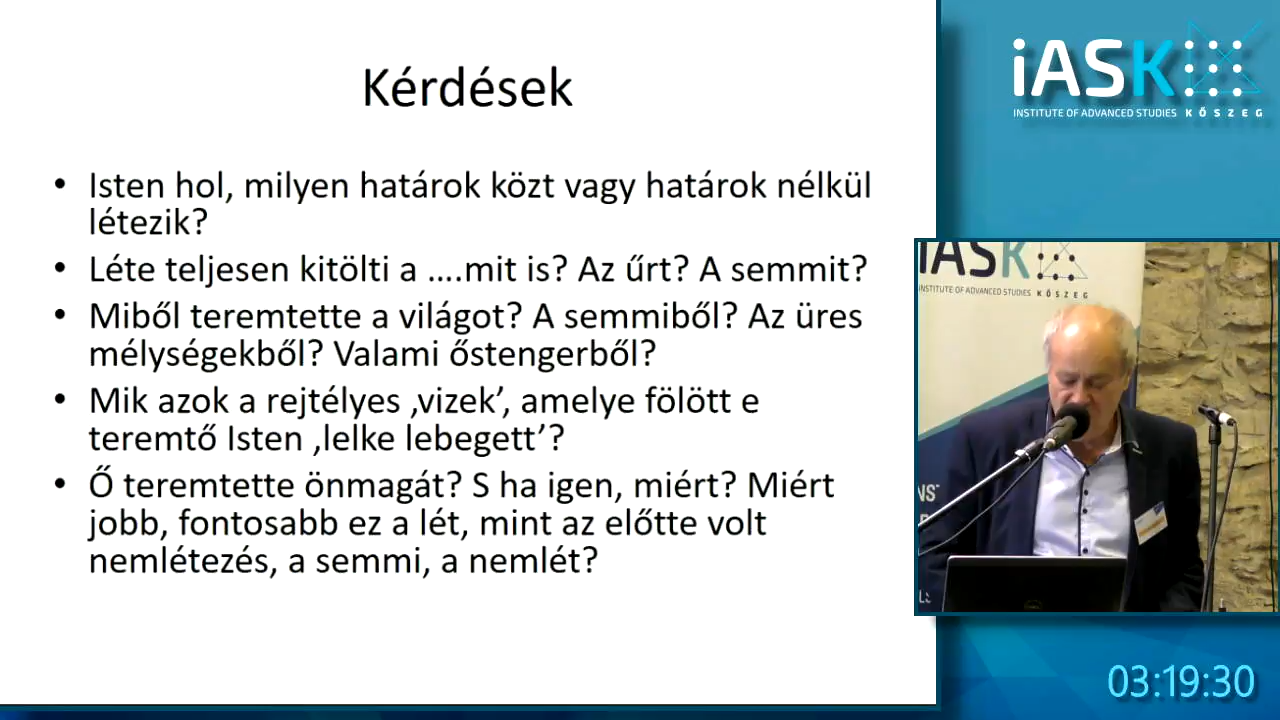 Kérdések
• Isten hol, milyen határok közt vagy határok nélkül
létezik?
• Léte teljesen kitölti a ….mit is? Az űrt? A semmit?
• Miből teremtette a világot? A semmiből? Az üres
mélységekből? Valami őstengerből?
• Mik azok a rejtélyes ‚vizek’, amelye fölött e
teremtő Isten ‚lelke lebegett’?
• Ő teremtette önmagát? S ha igen, miért? Miért
jobb, fontosabb ez a lét, mint az előtte volt
nemlétezés, a semmi, a nemlét?
iASK
INSTITUTE OF ADVANCED STUDIES KŐSZEG
iASK
INSTITUTE OF ADVANCED STUDIES KŐSZEG
03:19:30